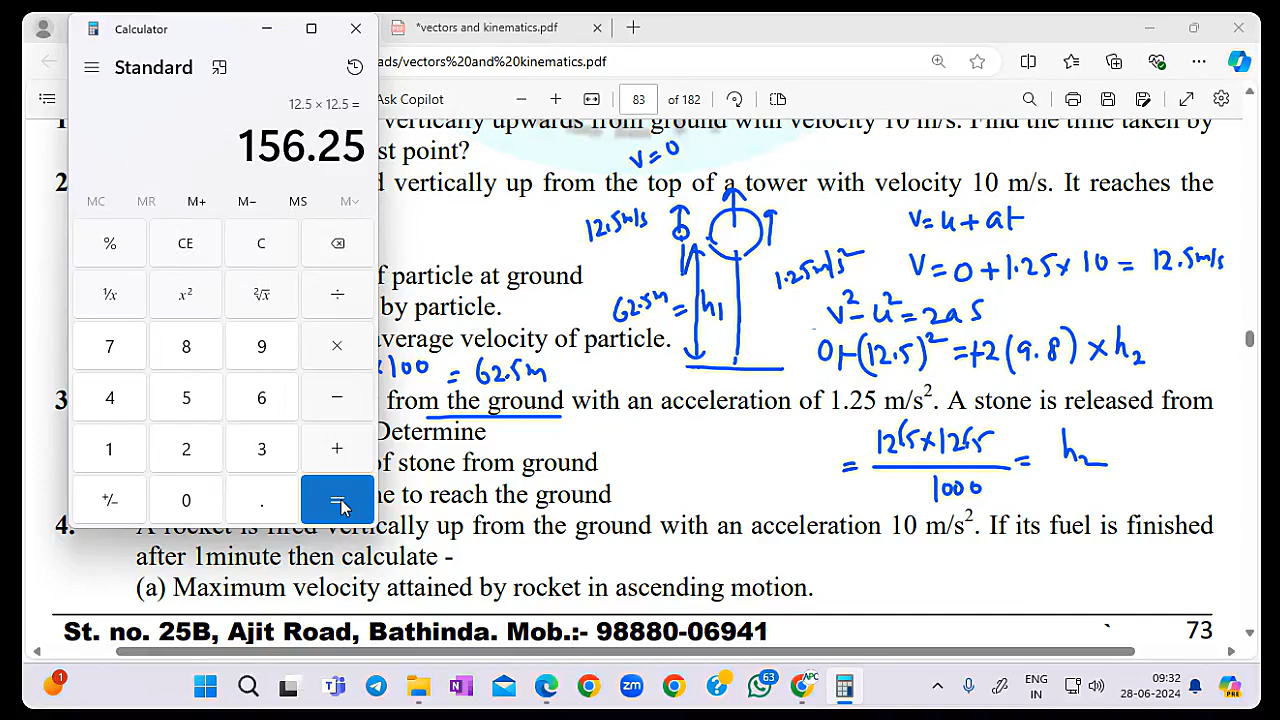 Calculator
*vectors and kinematics.pdf
Standard
ads/vectors%20and%20kinematics.pdf
Ask Copilot
83 of 182
12.5 × 12.5 =
156.25
MC MR M+ M− MS M˅
% CE C
¹/x x² ²√x ÷
7 8 9 ×
4 5 6 −
1 2 3 +
+/− 0 . =
vertically upwards from ground with velocity 10 m/s. Find the time taken by
st point?
v=0
2 d vertically up from the top of a tower with velocity 10 m/s. It reaches the
12.5m/s
v=u+at
of particle at ground
1.25m/s²
v=0+1.25×10=12.5m/s
by particle.
62.5m = h₁
v²-u²=2as
average velocity of particle.
0-(12.5)²=+2(9.8)×h₂
×100 = 62.5m
3 from the ground with an acceleration of 1.25 m/s². A stone is released from
Determine
of stone from ground
= 1000 = h₂
ne to reach the ground
4. A rocket is fired vertically up from the ground with an acceleration 10 m/s². If its fuel is finished
after 1minute then calculate -
(a) Maximum velocity attained by rocket in ascending motion.
St. no. 25B, Ajit Road, Bathinda. Mob.:- 98880-06941
73
1
63
APC
ENG
IN
09:32
28-06-2024
PRE